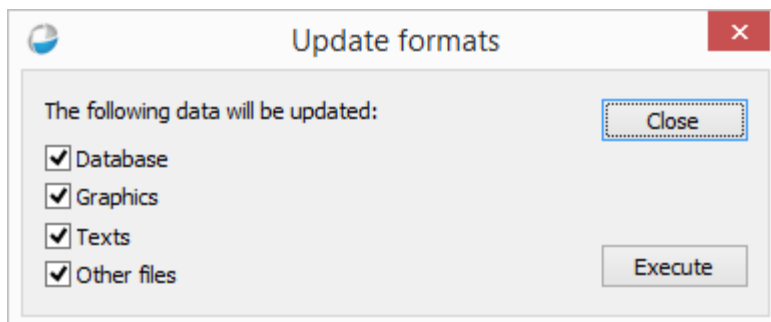 Update formats
The following data will be updated:
Close
Database
Graphics
Texts
Other files
Execute